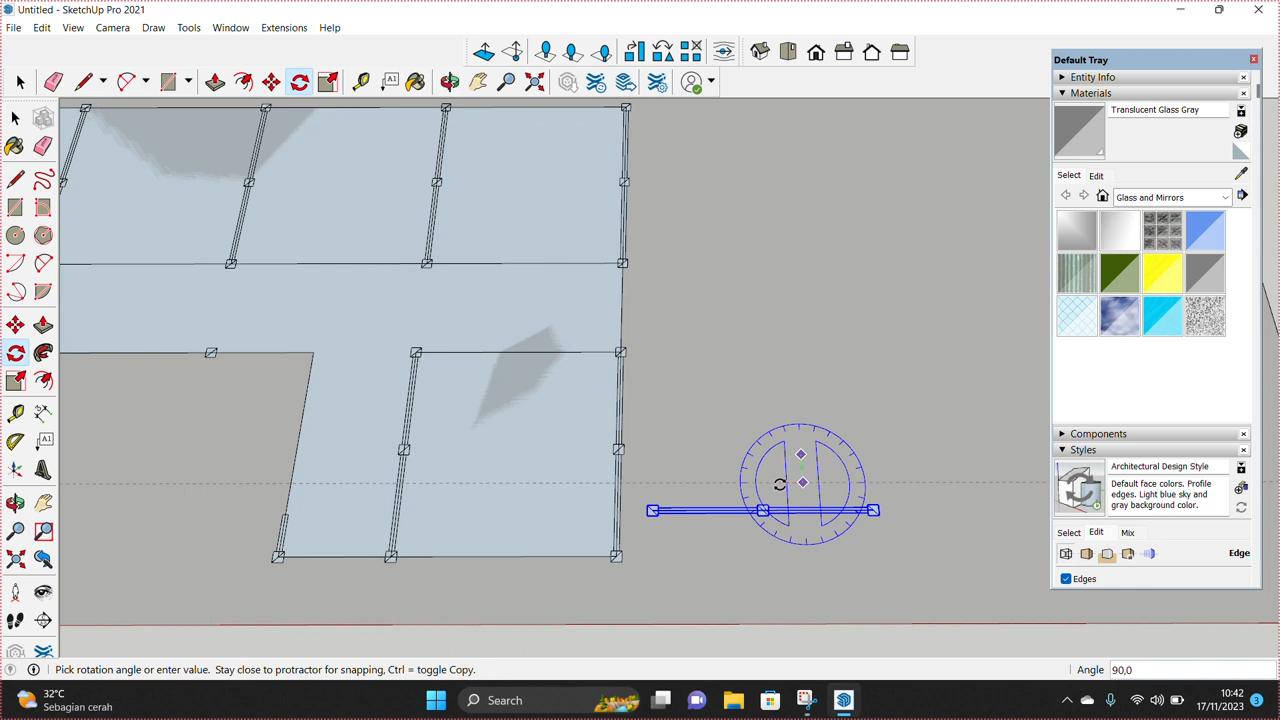 Untitled - SketchUp Pro 2021
File Edit View Camera Draw Tools Window Extensions Help
Default Tray
Entity Info
Materials
Translucent Glass Gray
Select Edit
Glass and Mirrors
Components
Styles
Architectural Design Style
Default face colors. Profile
edges. Light blue sky and
gray background color.
Select Edit Mix
Edge
Edges
Pick rotation angle or enter value. Stay close to protractor for snapping, Ctrl = toggle Copy.
Angle 90,0
32°C
Sebagian cerah
Search
10:42
17/11/2023
3